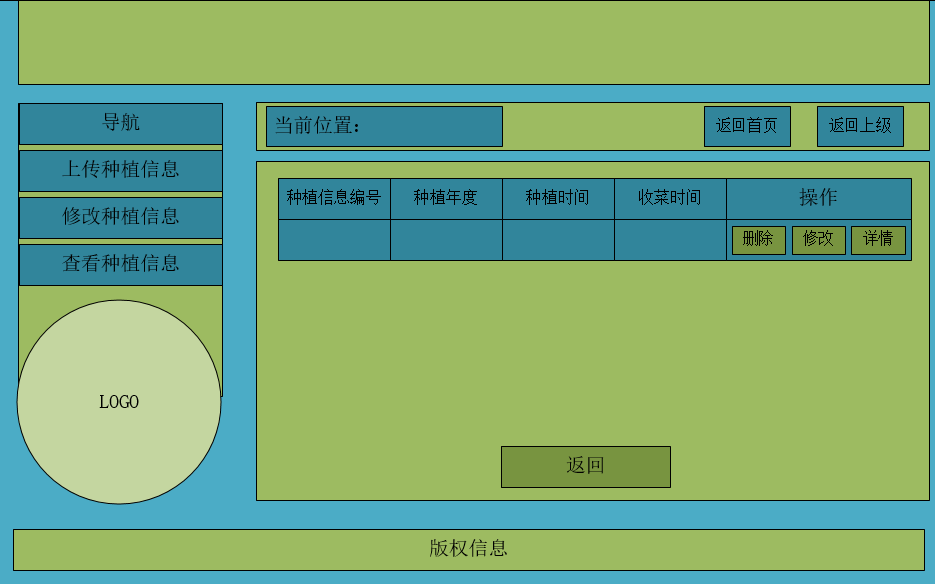 导航
上传种植信息
修改种植信息
查看种植信息
LOGO
当前位置：
返回首页
返回上级
种植信息编号 种植年度 种植时间 收菜时间 操作
删除 修改 详情
返回
版权信息